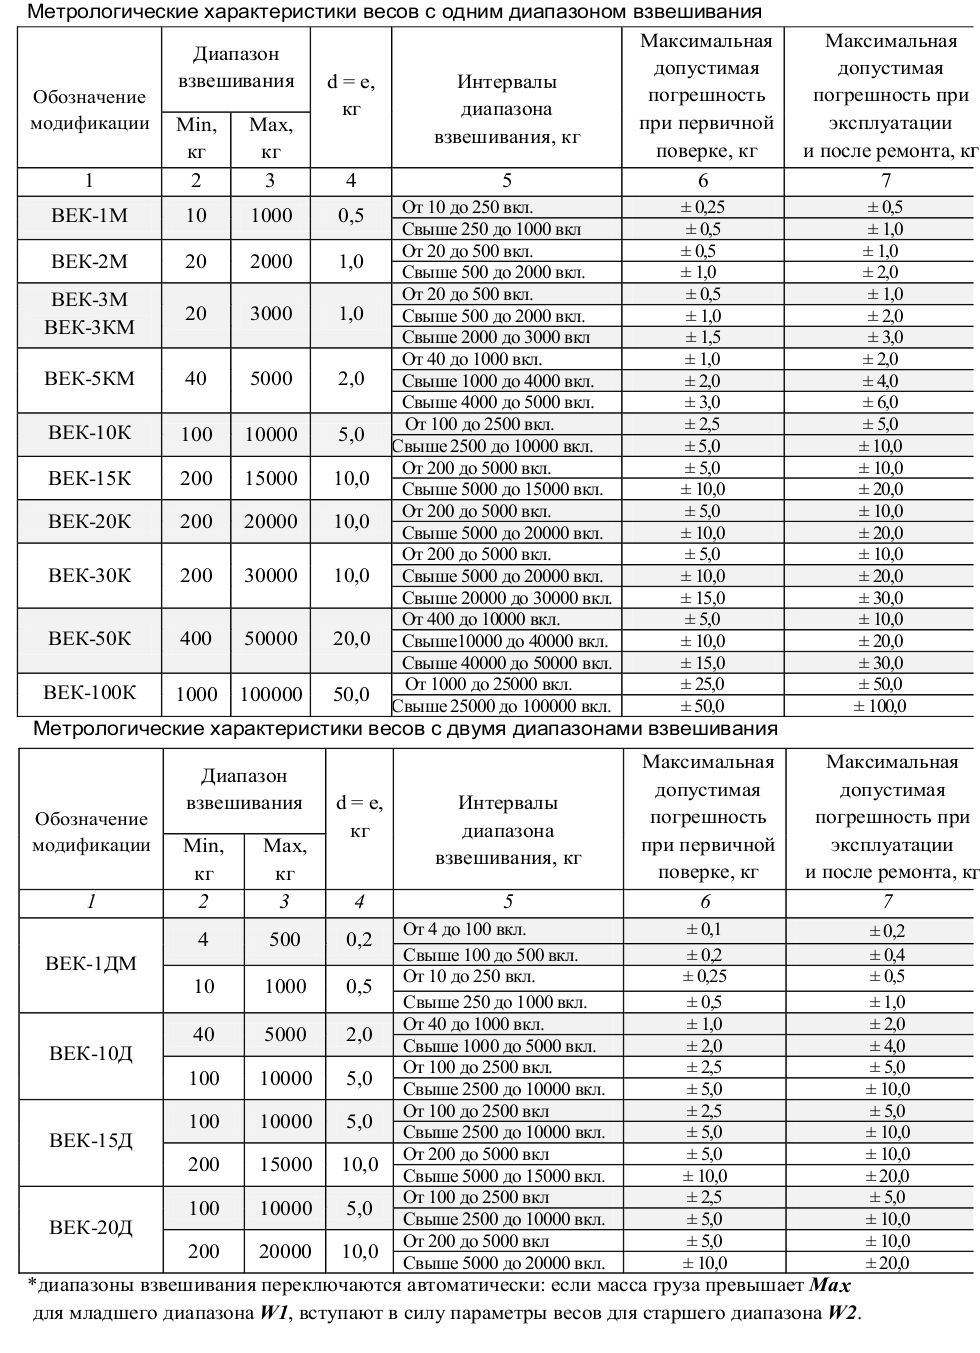 Метрологические характеристики весов с одним диапазоном взвешивания
Обозначение модификации | Диапазон взвешивания | d = e, кг | Интервалы диапазона взвешивания, кг | Максимальная допустимая погрешность при первичной поверке, кг | Максимальная допустимая погрешность при эксплуатации и после ремонта, кг
Min, кг | Max, кг
1 2 3 4 5 6 7
ВЕК-1М 10 1000 0,5 От 10 до 250 вкл. ± 0,25 ± 0,5
Свыше 250 до 1000 вкл ± 0,5 ± 1,0
ВЕК-2М 20 2000 1,0 От 20 до 500 вкл. ± 0,5 ± 1,0
Свыше 500 до 2000 вкл. ± 1,0 ± 2,0
ВЕК-3М ВЕК-3КМ 20 3000 1,0 От 20 до 500 вкл. ± 0,5 ± 1,0
Свыше 500 до 2000 вкл. ± 1,0 ± 2,0
Свыше 2000 до 3000 вкл ± 1,5 ± 3,0
ВЕК-5КМ 40 5000 2,0 От 40 до 1000 вкл. ± 1,0 ± 2,0
Свыше 1000 до 4000 вкл. ± 2,0 ± 4,0
Свыше 4000 до 5000 вкл. ± 3,0 ± 6,0
ВЕК-10К 100 10000 5,0 От 100 до 2500 вкл. ± 2,5 ± 5,0
Свыше 2500 до 10000 вкл. ± 5,0 ± 10,0
ВЕК-15К 200 15000 10,0 От 200 до 5000 вкл. ± 5,0 ± 10,0
Свыше 5000 до 15000 вкл. ± 10,0 ± 20,0
ВЕК-20К 200 20000 10,0 От 200 до 5000 вкл. ± 5,0 ± 10,0
Свыше 5000 до 20000 вкл. ± 10,0 ± 20,0
ВЕК-30К 200 30000 10,0 От 200 до 5000 вкл. ± 5,0 ± 10,0
Свыше 5000 до 20000 вкл. ± 10,0 ± 20,0
Свыше 20000 до 30000 вкл. ± 15,0 ± 30,0
ВЕК-50К 400 50000 20,0 От 400 до 10000 вкл. ± 5,0 ± 10,0
Свыше10000 до 40000 вкл. ± 10,0 ± 20,0
Свыше 40000 до 50000 вкл. ± 15,0 ± 30,0
ВЕК-100К 1000 100000 50,0 От 1000 до 25000 вкл. ± 25,0 ± 50,0
Свыше 25000 до 100000 вкл. ± 50,0 ± 100,0
Метрологические характеристики весов с двумя диапазонами взвешивания
Обозначение модификации | Диапазон взвешивания | d = e, кг | Интервалы диапазона взвешивания, кг | Максимальная допустимая погрешность при первичной поверке, кг | Максимальная допустимая погрешность при эксплуатации и после ремонта, кг
Min, кг | Max, кг
1 2 3 4 5 6 7
ВЕК-1ДМ 4 500 0,2 От 4 до 100 вкл. ± 0,1 ± 0,2
Свыше 100 до 500 вкл. ± 0,2 ± 0,4
10 1000 0,5 От 10 до 250 вкл. ± 0,25 ± 0,5
Свыше 250 до 1000 вкл. ± 0,5 ± 1,0
ВЕК-10Д 40 5000 2,0 От 40 до 1000 вкл. ± 1,0 ± 2,0
Свыше 1000 до 5000 вкл. ± 2,0 ± 4,0
100 10000 5,0 От 100 до 2500 вкл. ± 2,5 ± 5,0
Свыше 2500 до 10000 вкл. ± 5,0 ± 10,0
ВЕК-15Д 100 10000 5,0 От 100 до 2500 вкл ± 2,5 ± 5,0
Свыше 2500 до 10000 вкл. ± 5,0 ± 10,0
200 15000 10,0 От 200 до 5000 вкл ± 5,0 ± 10,0
Свыше 5000 до 15000 вкл. ± 10,0 ±20,0
ВЕК-20Д 100 10000 5,0 От 100 до 2500 вкл ± 2,5 ± 5,0
Свыше 2500 до 10000 вкл. ± 5,0 ± 10,0
200 20000 10,0 От 200 до 5000 вкл ± 5,0 ± 10,0
Свыше 5000 до 20000 вкл. ± 10,0 ± 20,0
*диапазоны взвешивания переключаются автоматически: если масса груза превышает Max
для младшего диапазона W1, вступают в силу параметры весов для старшего диапазона W2.